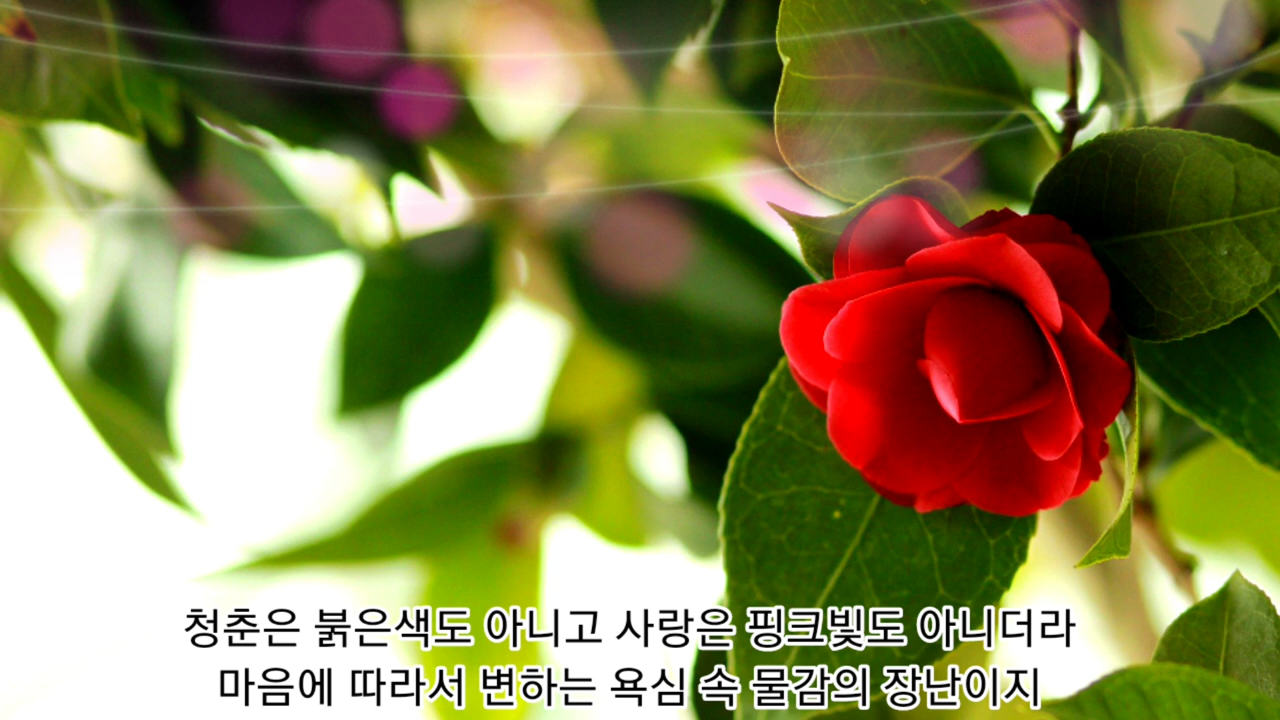 청춘은 붉은색도 아니고 사랑은 핑크빛도 아니더라
마음에 따라서 변하는 욕심 속 물감의 장난이지